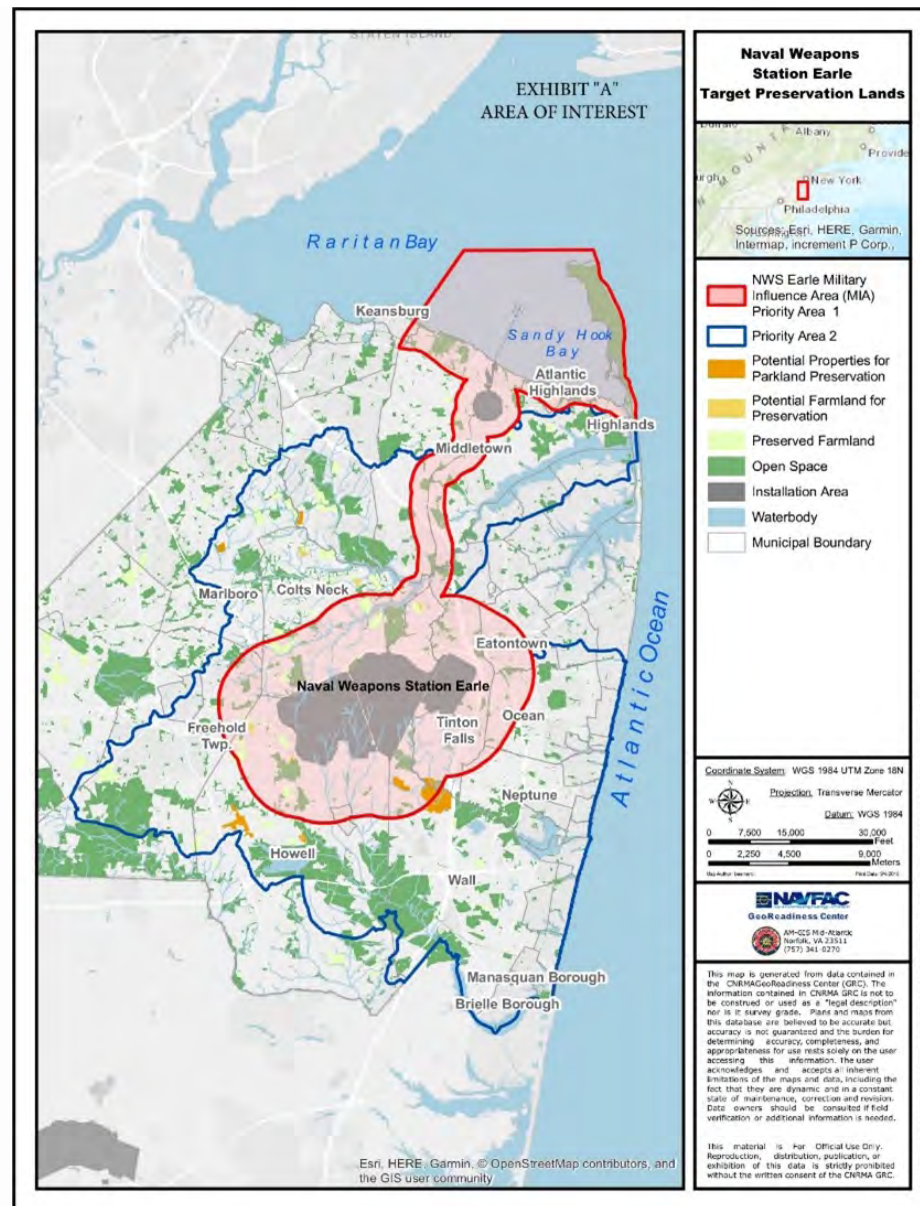 STATEN ISLAND
EXHIBIT "A"
AREA OF INTEREST
Raritan Bay
Keansburg
Sandy Hook
Bay
Atlantic
Highlands
Highlands
Middletown
Marlboro
Colts Neck
Eatontown
Naval Weapons Station Earle
Tinton
Falls
Ocean
Freehold
Twp.
Neptune
Howell
Wall
Manasquan Borough
Brielle Borough
Atlantic Ocean
Esri, HERE, Garmin, © OpenStreetMap contributors, and
the GIS user community
Naval Weapons
Station Earle
Target Preservation Lands
Albany
Provide
MOUNT
urgh
New York
Philadelphia
Sources: Esri, HERE, Garmin,
Intermap, increment P Corp.,
NWS Earle Military
Influence Area (MIA)
Priority Area 1
Priority Area 2
Potential Properties for
Parkland Preservation
Potential Farmland for
Preservation
Preserved Farmland
Open Space
Installation Area
Waterbody
Municipal Boundary
Coordinate System: WGS 1984 UTM Zone 18N
Projection: Transverse Mercator
Datum: WGS 1984
N
W E
S
0 7,500 15,000 30,000
Feet
0 2,250 4,500 9,000
Meters
NAVFAC
GeoReadiness Center
AM-GIS Mid-Atlantic
Norfolk, VA 23511
(757) 341-0270
This map is generated from data contained in
the CNRMAGeoReadiness Center (GRC). The
information contained in CNRMA GRC is not to
be construed or used as a "legal description"
nor is it survey grade. Plans and maps from
this database are believed to be accurate but
accuracy is not guaranteed and the burden for
determining accuracy, completeness, and
appropriateness for use rests solely on the user
accessing this information. The user
acknowledges and accepts all inherent
limitations of the maps and data, including the
fact that they are dynamic and in a constant
state of maintenance, correction and revision.
Data owners should be consulted if field
verification or additional information is needed.
This material is For Official Use Only.
Reproduction, distribution, publication, or
exhibition of this data is strictly prohibited
without the written consent of the CNRMA GRC.